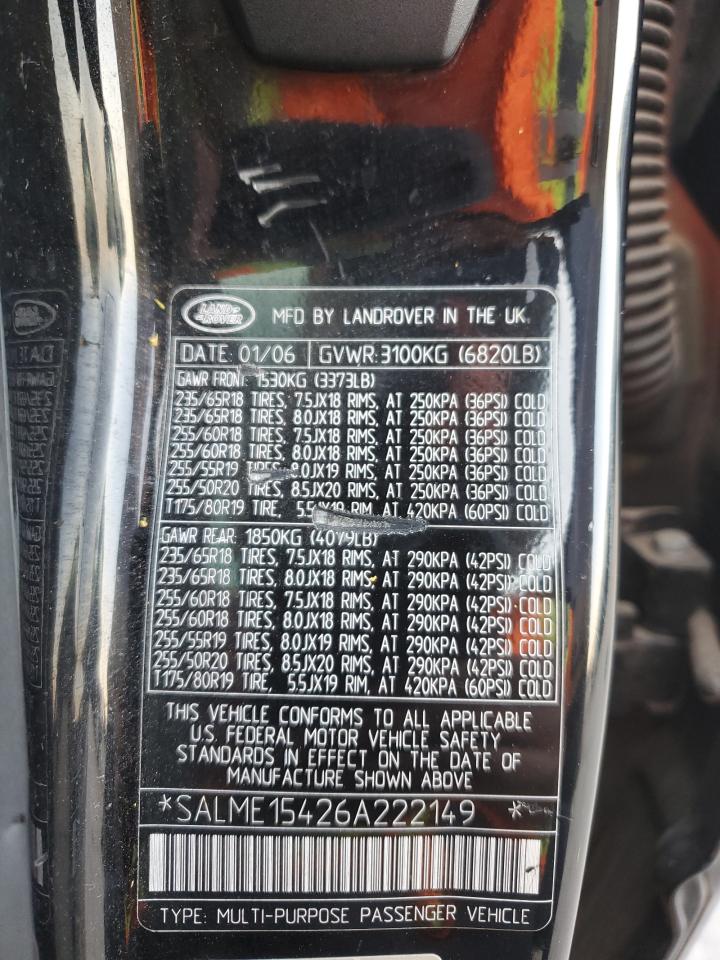 LAND ROVER
MFD BY LANDROVER IN THE UK.
DATE: 01/06 GVWR:3100KG (6820LB)
GAWR FRONT: 1530KG (3373LB)
235/65R18 TIRES, 7.5JX18 RIMS, AT 250KPA (36PSI) COLD
235/65R18 TIRES, 8.0JX18 RIMS, AT 250KPA (36PSI) COLD
255/60R18 TIRES, 7.5JX18 RIMS, AT 250KPA (36PSI) COLD
255/60R18 TIRES, 8.0JX18 RIMS, AT 250KPA (36PSI) COLD
255/55R19 TIRES, 8.0JX19 RIMS, AT 250KPA (36PSI) COLD
255/50R20 TIRES, 8.5JX20 RIMS, AT 250KPA (36PSI) COLD
T175/80R19 TIRE, 5.5JX19 RIM, AT 420KPA (60PSI) COLD
GAWR REAR: 1850KG (4079LB)
235/65R18 TIRES, 7.5JX18 RIMS, AT 290KPA (42PSI) COLD
235/65R18 TIRES, 8.0JX18 RIMS, AT 290KPA (42PSI) COLD
255/60R18 TIRES, 7.5JX18 RIMS, AT 290KPA (42PSI) COLD
255/60R18 TIRES, 8.0JX18 RIMS, AT 290KPA (42PSI) COLD
255/55R19 TIRES, 8.0JX19 RIMS, AT 290KPA (42PSI) COLD
255/50R20 TIRES, 8.5JX20 RIMS, AT 290KPA (42PSI) COLD
T175/80R19 TIRE, 5.5JX19 RIM, AT 420KPA (60PSI) COLD
THIS VEHICLE CONFORMS TO ALL APPLICABLE
U.S. FEDERAL MOTOR VEHICLE SAFETY
STANDARDS IN EFFECT ON THE DATE OF
MANUFACTURE SHOWN ABOVE
*SALME15426A222149 *
TYPE: MULTI-PURPOSE PASSENGER VEHICLE